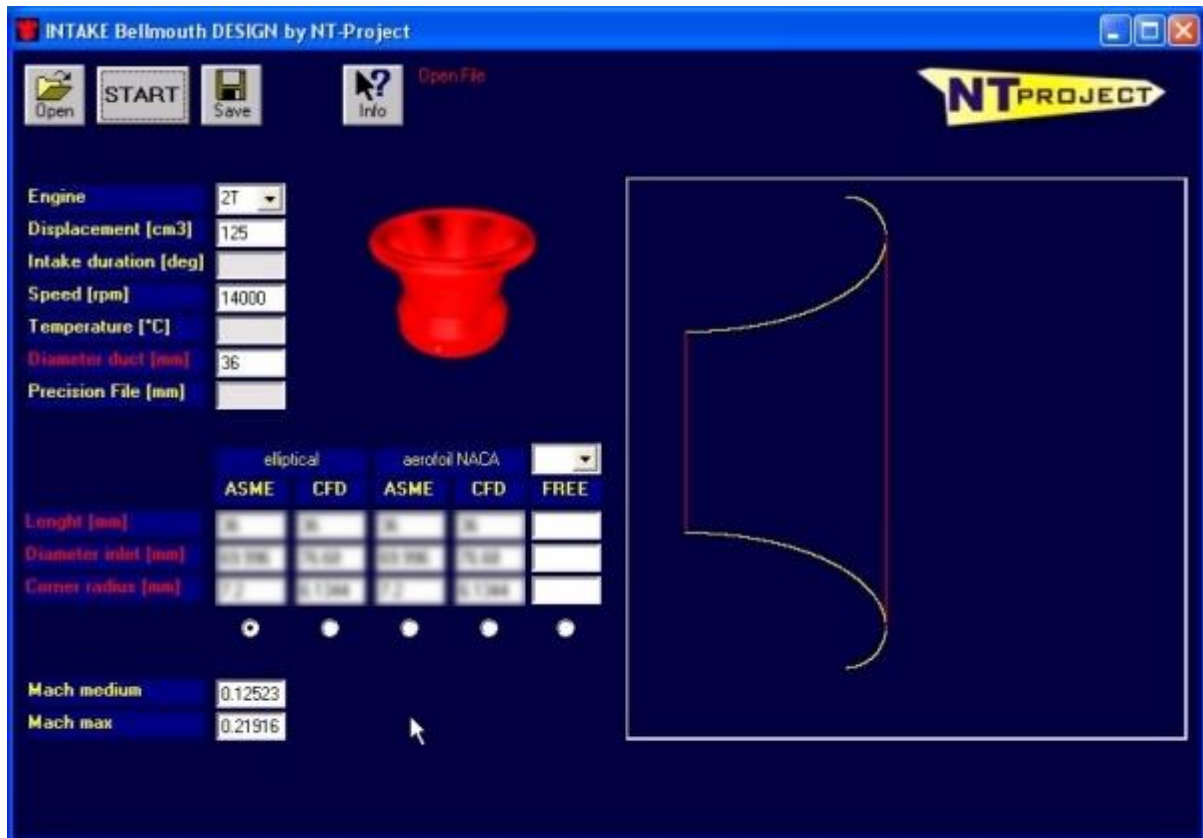 INTAKE Bellmouth DESIGN by NT-Project
Open START Save Info Open File
NT PROJECT
Engine 2T
Displacement [cm3] 125
Intake duration [deg]
Speed [rpm] 14000
Temperature [°C]
Diameter duct [mm] 36
Precision File [mm]
elliptical aerofoil NACA
ASME CFD ASME CFD FREE
Lenght [mm]
Diameter inlet [mm]
Corner radius [mm]
Mach medium 0.12523
Mach max 0.21916